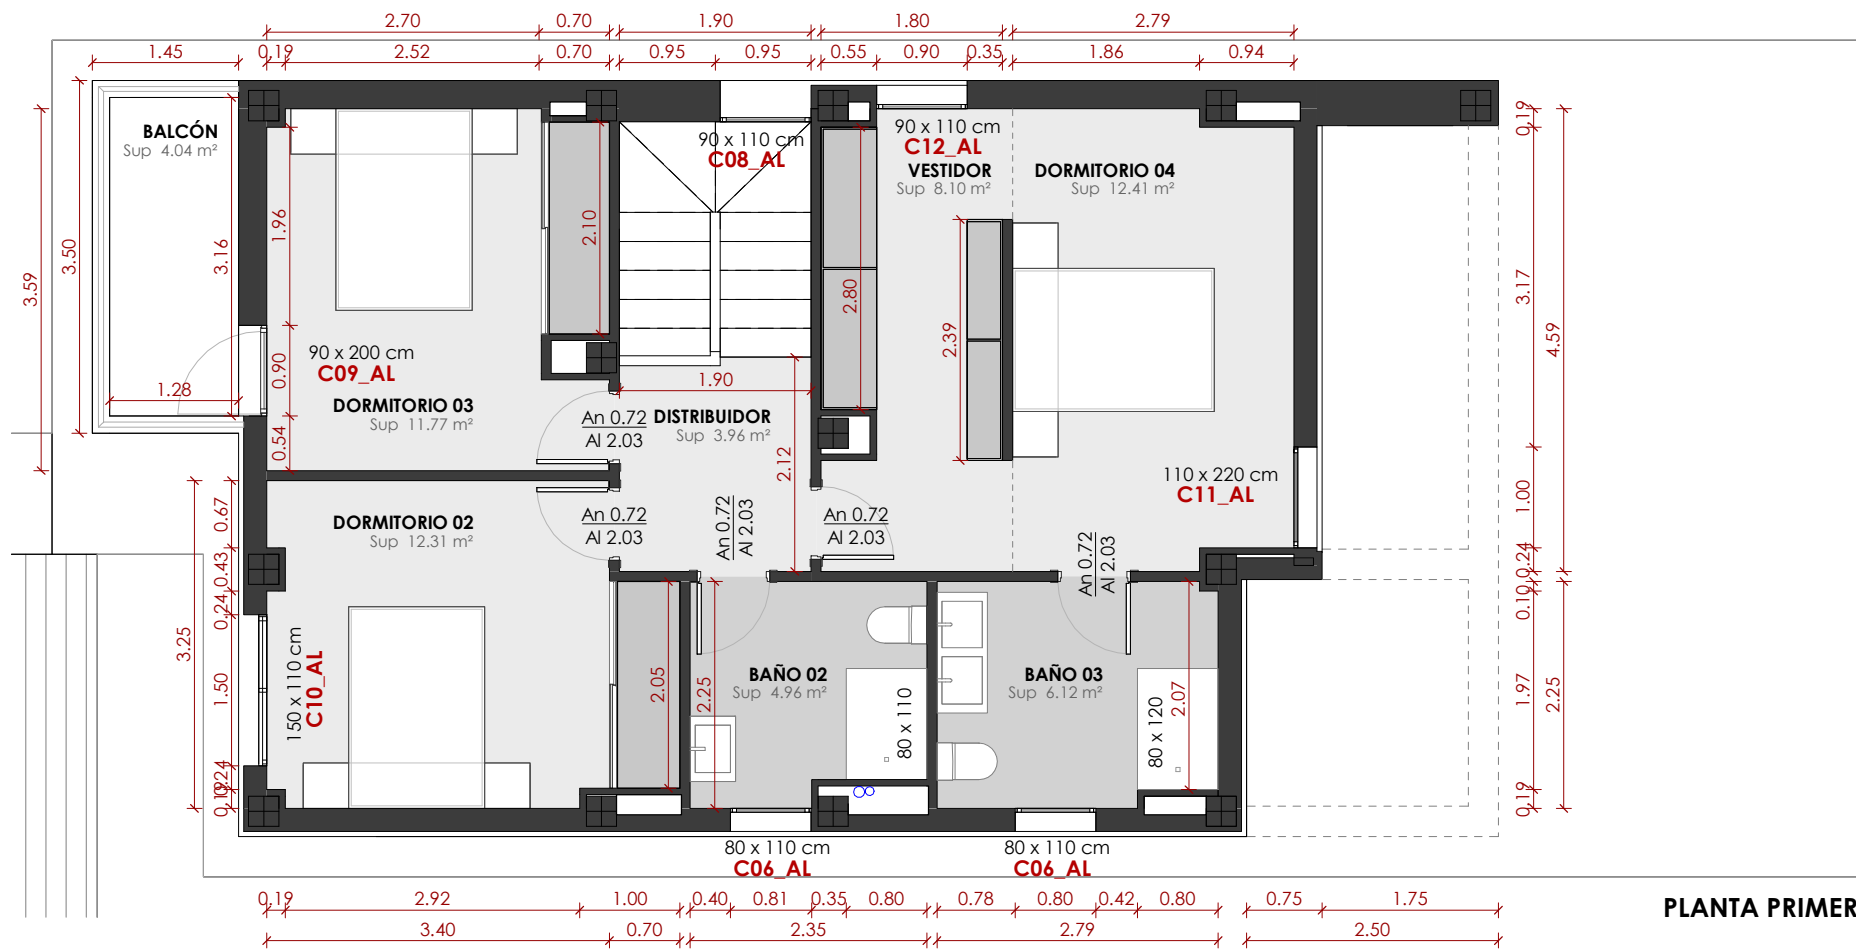 2.70
0.70
1.90
1.80
2.79
1.45
0.19
2.52
0.70
0.95
0.95
0.55
0.90
0.35
1.86
0.94
BALCÓN
Sup 4.04 m²
90 x 110 cm
C08_AL
90 x 110 cm
C12_AL
VESTIDOR
Sup 8.10 m²
DORMITORIO 04
Sup 12.41 m²
0.19
3.59
3.50
3.16
1.96
2.10
2.80
2.39
3.17
4.59
90 x 200 cm
C09_AL
0.90
1.28
1.90
DORMITORIO 03
Sup 11.77 m²
An 0.72
Al 2.03
DISTRIBUIDOR
Sup 3.96 m²
0.54
2.12
110 x 220 cm
C11_AL
1.00
0.67
DORMITORIO 02
Sup 12.31 m²
An 0.72
Al 2.03
An 0.72
Al 2.03
An 0.72
Al 2.03
An 0.72
Al 2.03
0.43
0.24
0.24
0.10
3.25
1.50
150 x 110 cm
C10_AL
2.05
2.25
BAÑO 02
Sup 4.96 m²
80 x 110
BAÑO 03
Sup 6.12 m²
80 x 120
2.07
1.97
2.25
0.24
0.19
0.19
80 x 110 cm
C06_AL
80 x 110 cm
C06_AL
0.19
2.92
1.00
0.40
0.81
0.35
0.80
0.78
0.80
0.42
0.80
0.75
1.75
PLANTA PRIMER
3.40
0.70
2.35
2.79
2.50